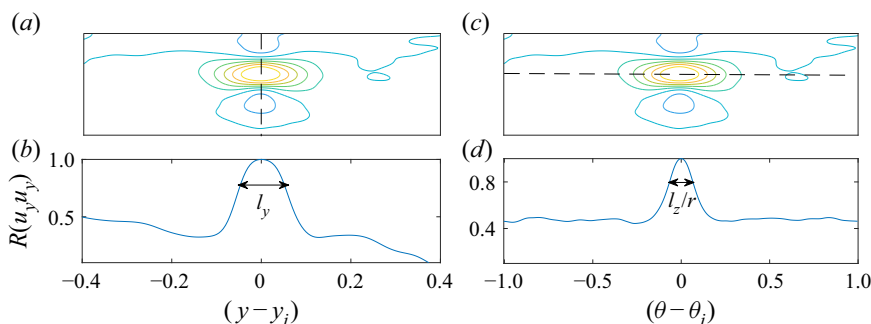 (a)
(c)
(b)
(d)
1.0
0.5
R(u_y u_y)
l_y
−0.4
−0.2
0
0.2
0.4
(y − y_i)
0.8
0.4
l_z/r
−1.0
−0.5
0
0.5
1.0
(θ − θ_i)